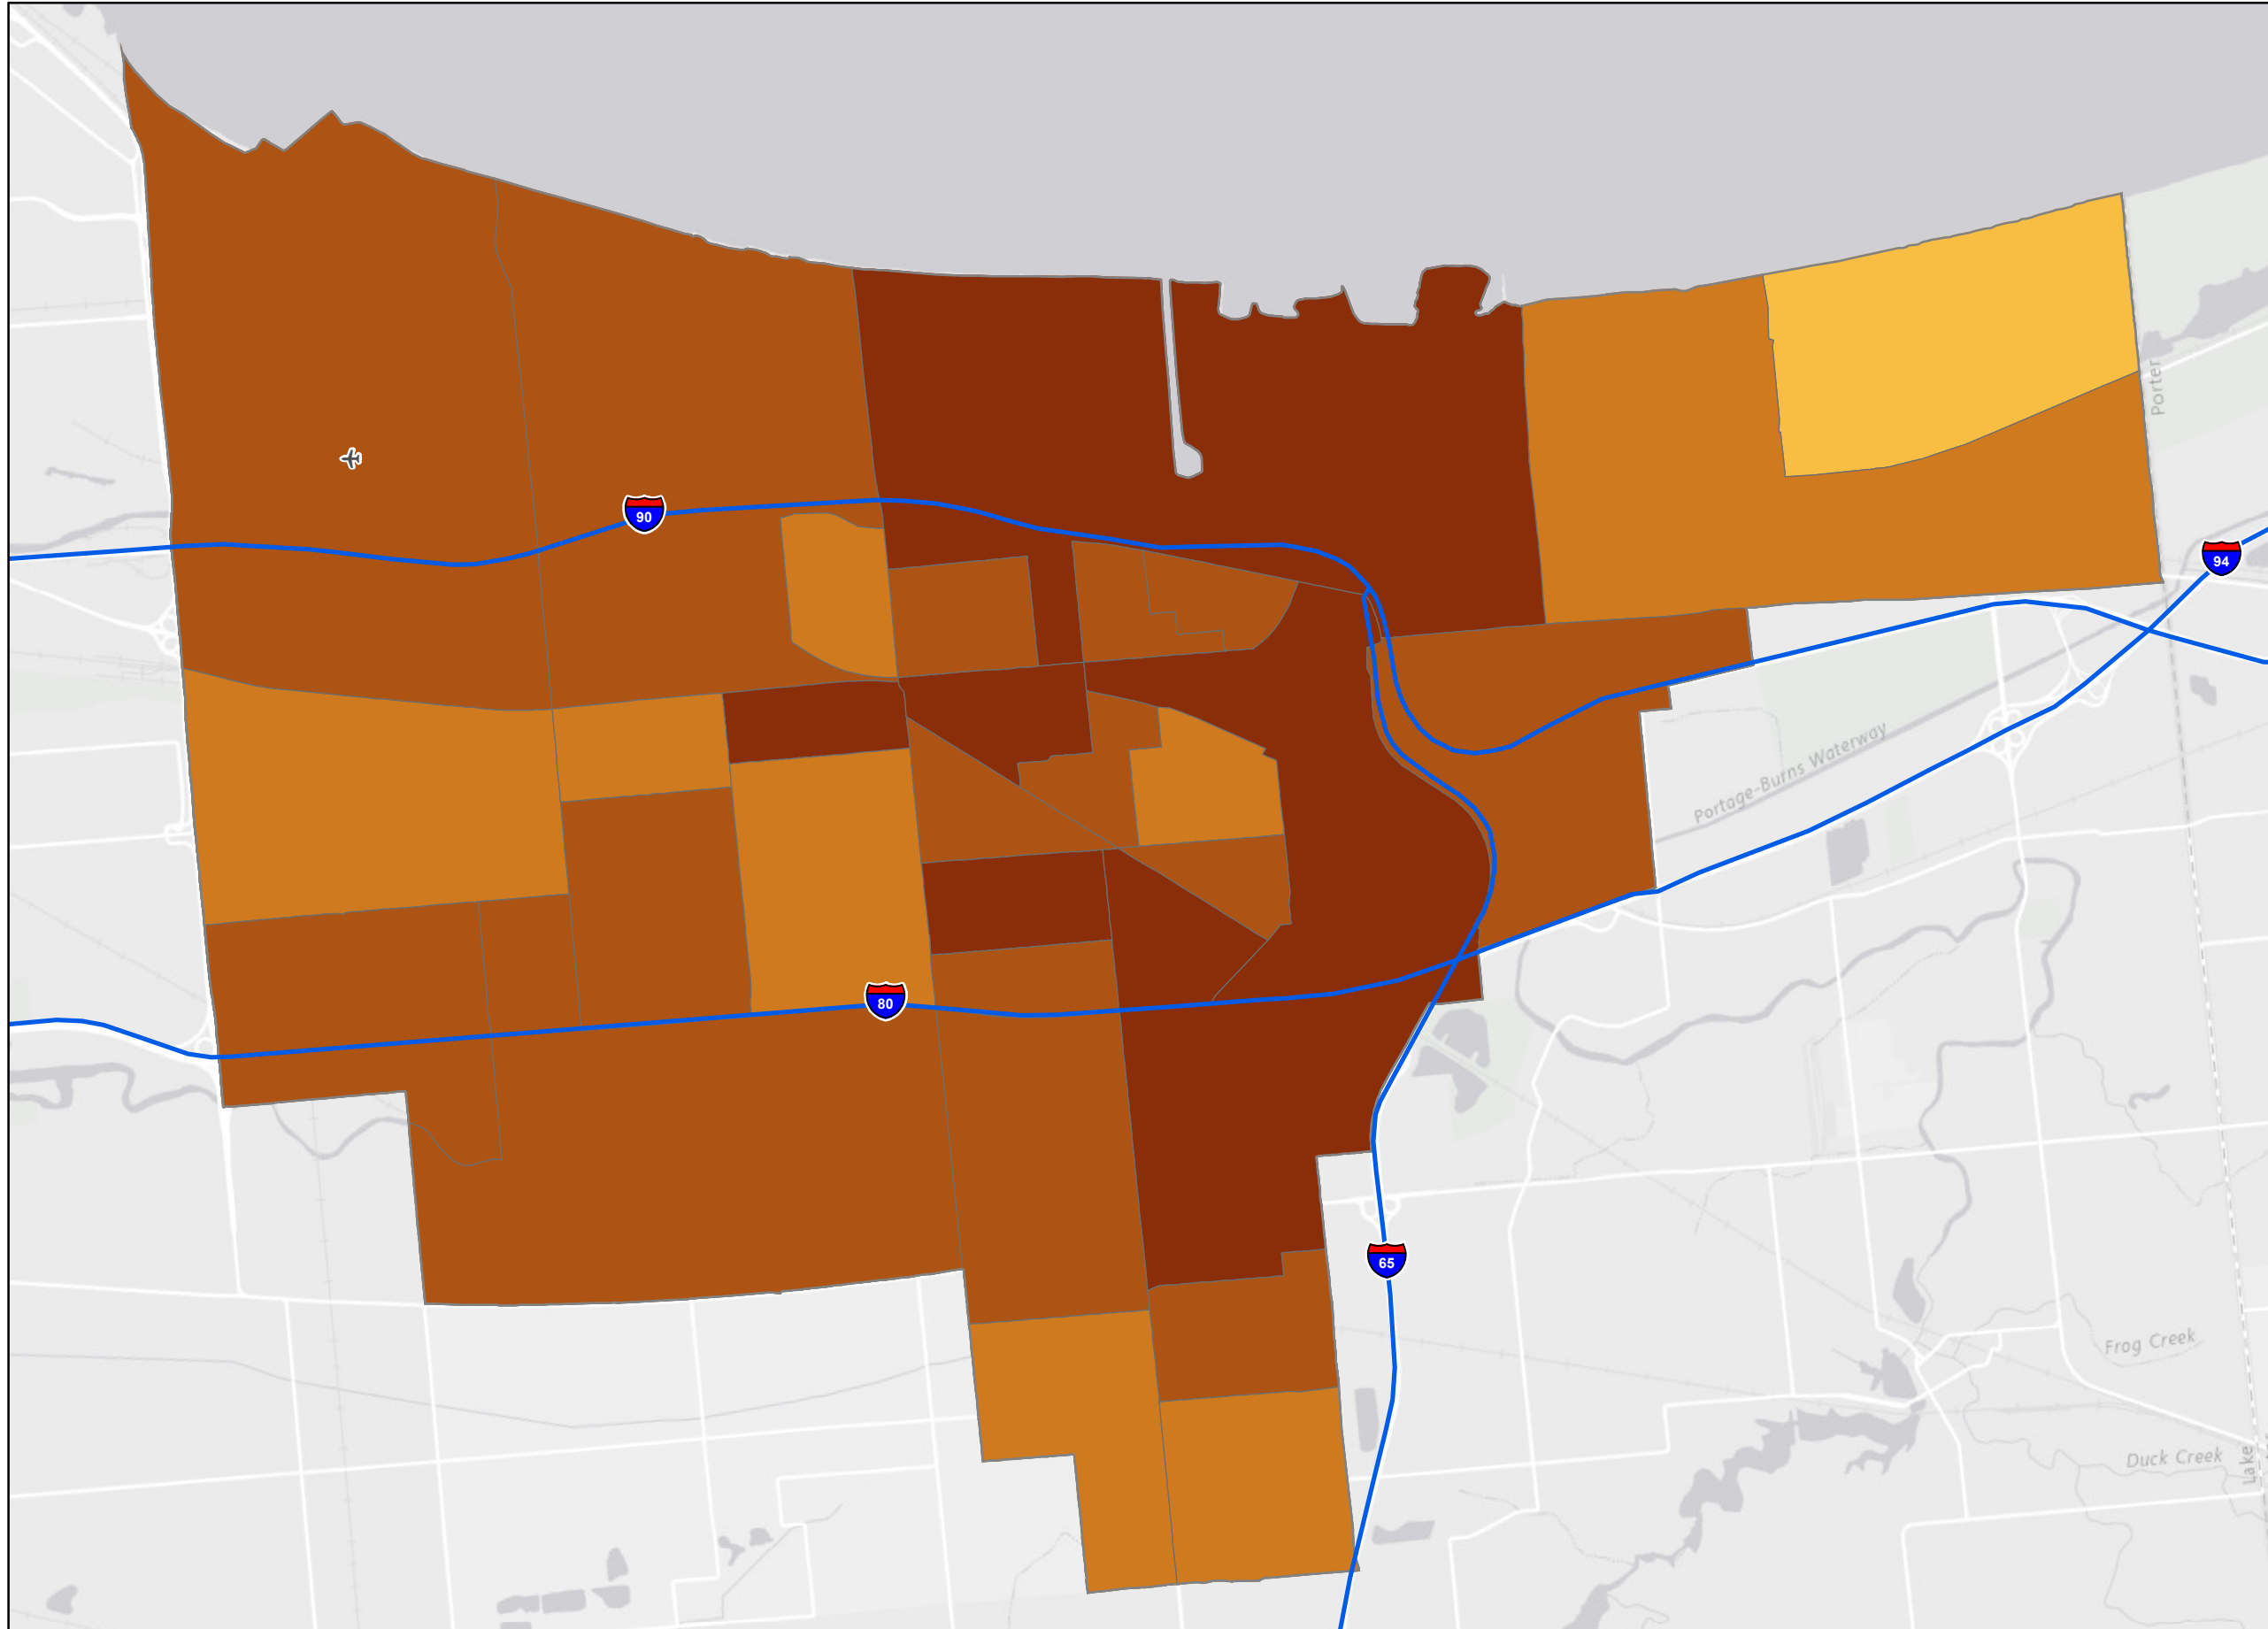 Porter
90
94
Portage-Burns Waterway
80
65
Frog Creek
Duck Creek
Lake